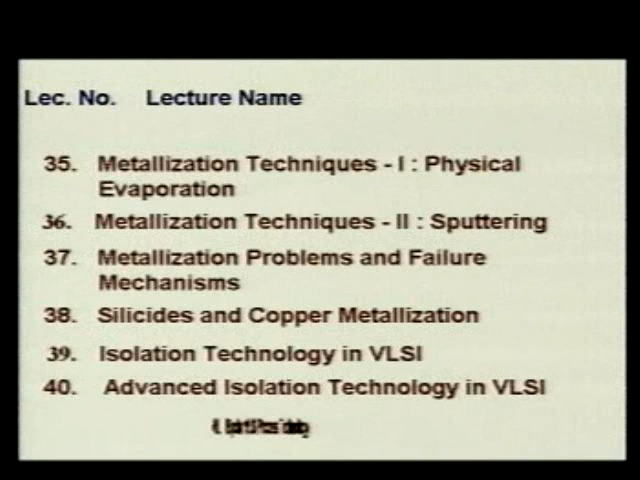 Lec. No. Lecture Name
35. Metallization Techniques - I : Physical
Evaporation
36. Metallization Techniques - II : Sputtering
37. Metallization Problems and Failure
Mechanisms
38. Silicides and Copper Metallization
39. Isolation Technology in VLSI
40. Advanced Isolation Technology in VLSI